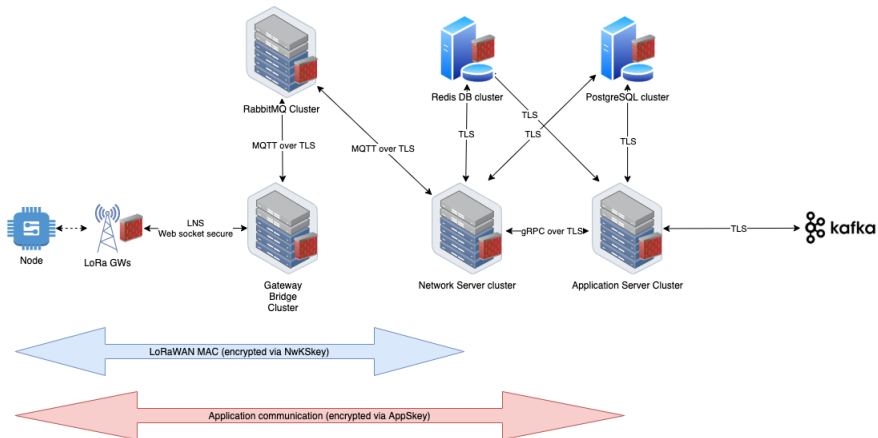 RabbitMQ Cluster
Redis DB cluster
PostgreSQL cluster
TLS
MQTT over TLS
MQTT over TLS
TLS
TLS
TLS
LNS
Web socket secure
gRPC over TLS
TLS
kafka
Node
LoRa GWs
Gateway
Bridge
Cluster
Network Server cluster
Application Server Cluster
LoRaWAN MAC (encrypted via NwKSkey)
Application communication (encrypted via AppSkey)